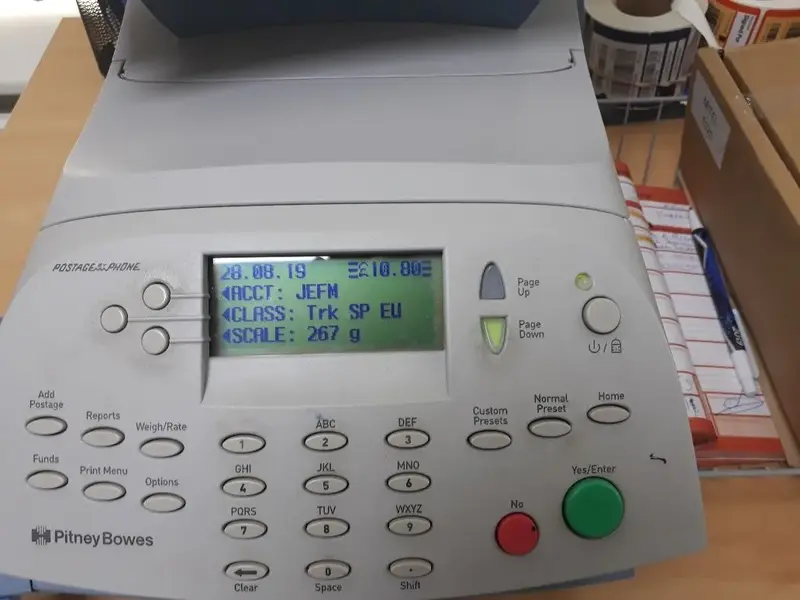 POSTAGE BY PHONE
28.08.19 £10.80
ACCT: JEFM
CLASS: Trk SP EU
SCALE: 267 g
Page Up
Page Down
Add Postage
Reports
Weigh/Rate
Funds
Print Menu
Options
1
ABC
2
DEF
3
GHI
4
JKL
5
MNO
6
PQRS
7
TUV
8
WXYZ
9
Clear
0
Space
.
Shift
Custom Presets
Normal Preset
Home
No
Yes/Enter
PitneyBowes